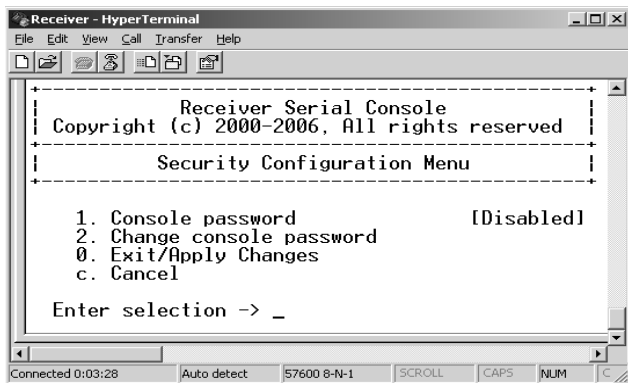 Receiver - HyperTerminal
File Edit View Call Transfer Help
Receiver Serial Console
Copyright (c) 2000-2006, All rights reserved
Security Configuration Menu
1. Console password [Disabled]
2. Change console password
0. Exit/Apply Changes
c. Cancel
Enter selection -> _
Connected 0:03:28 Auto detect 57600 8-N-1 SCROLL CAPS NUM C